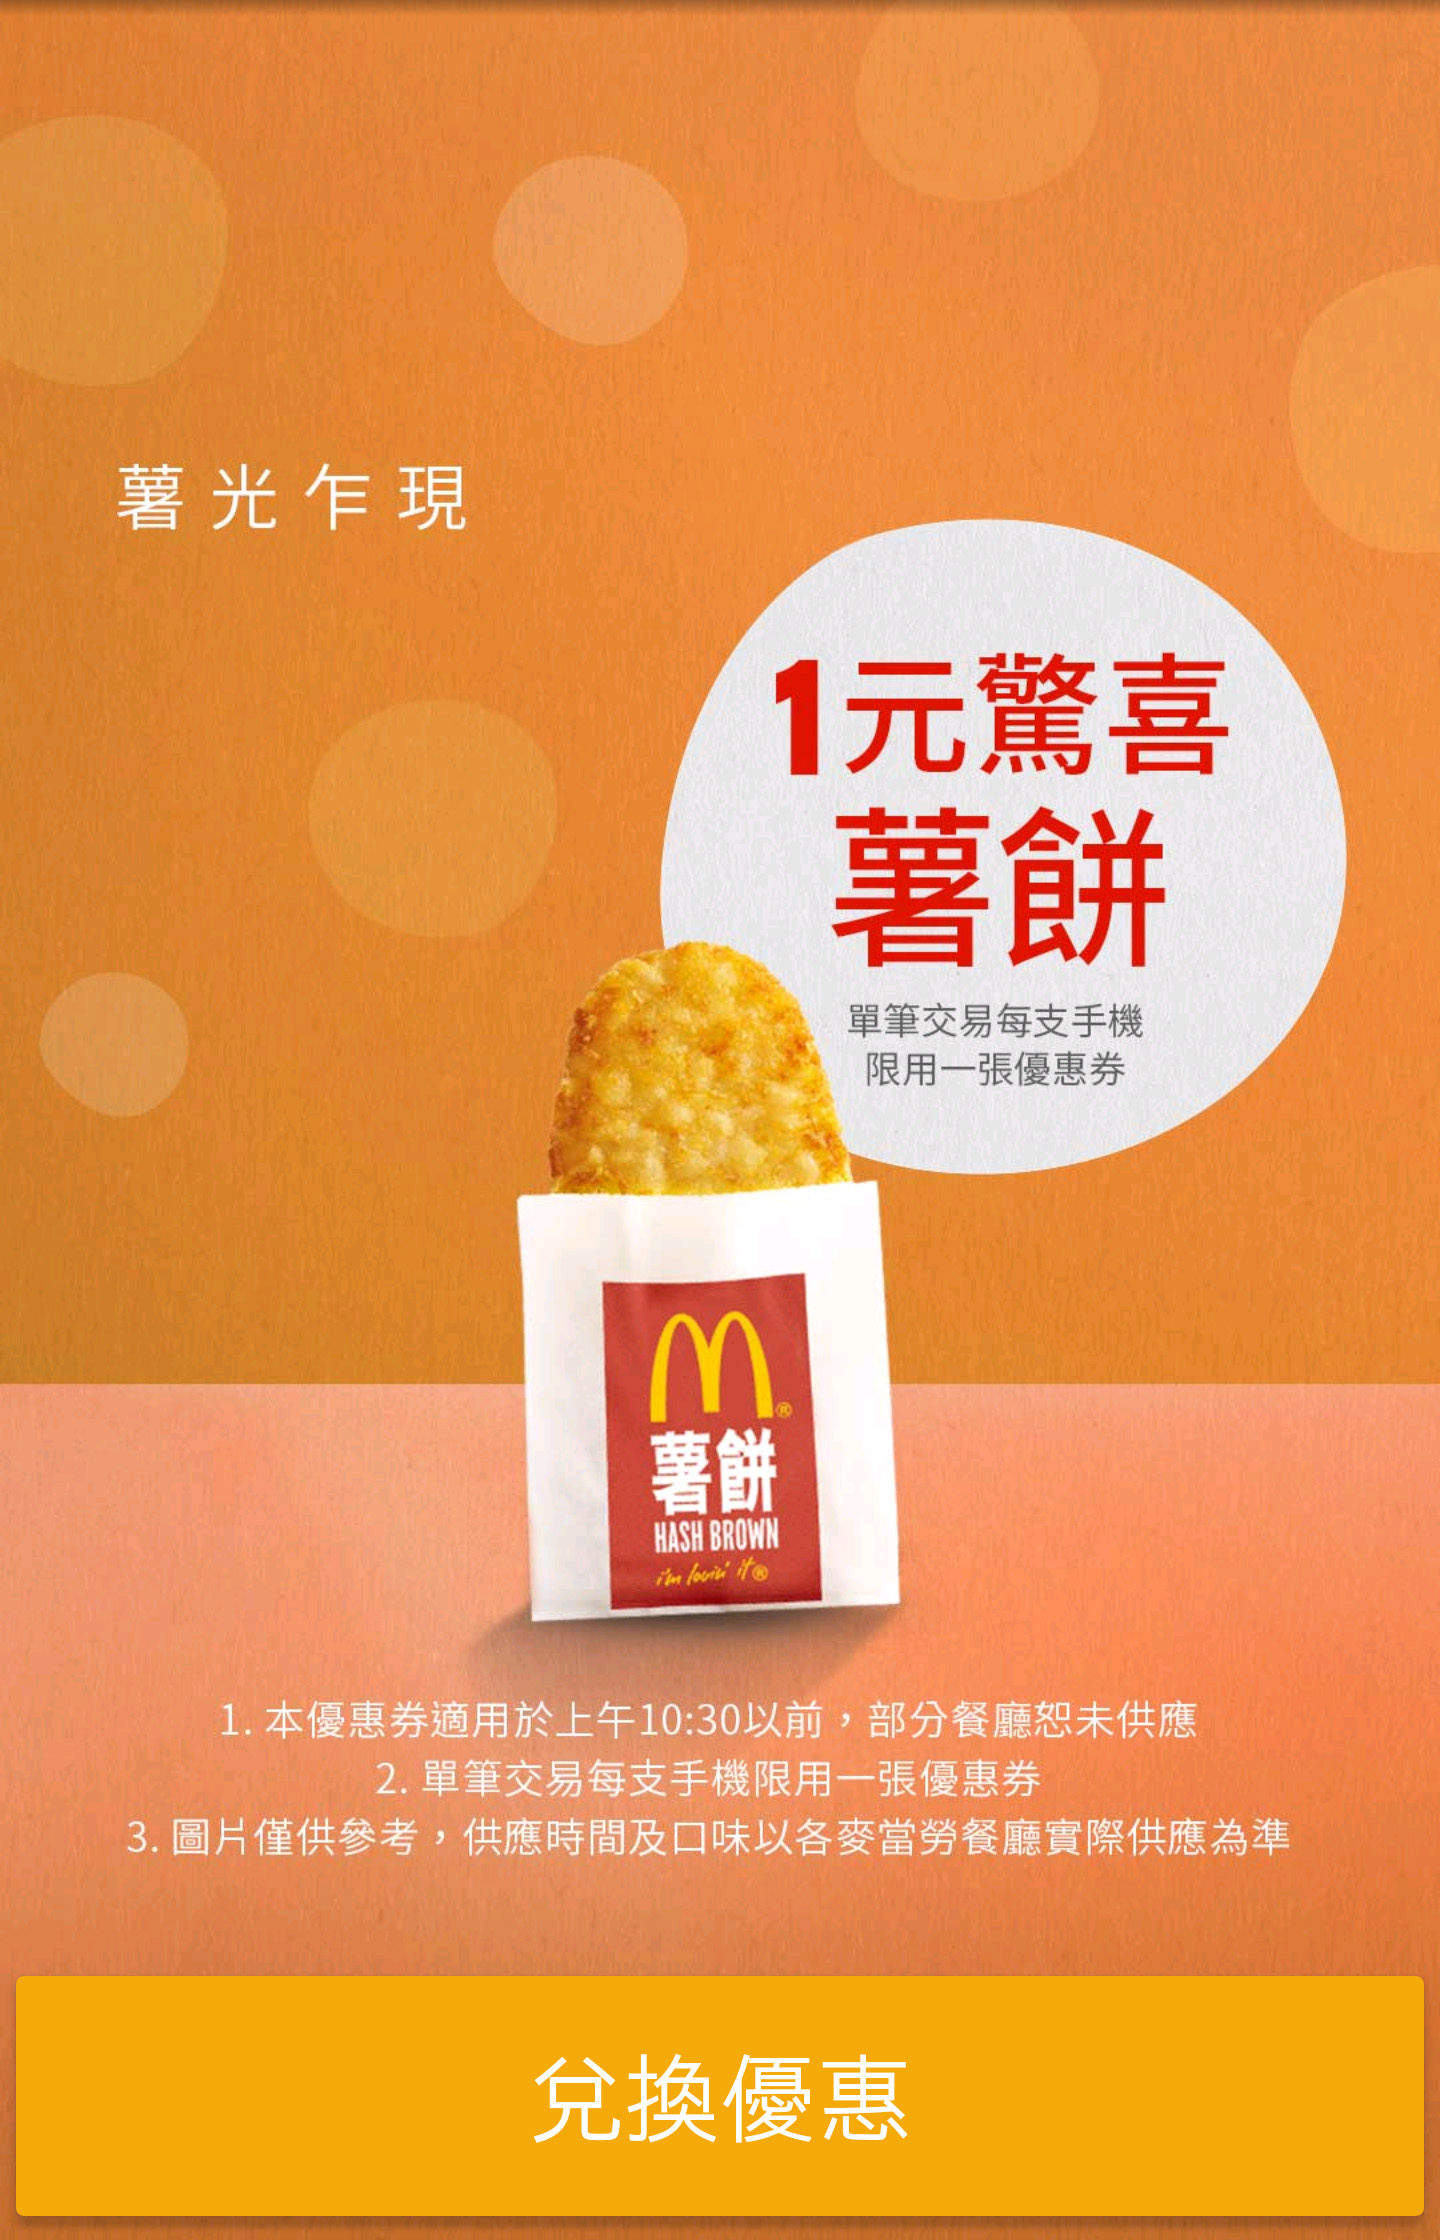 薯光乍現
1元驚喜
薯餅
單筆交易每支手機
限用一張優惠券
薯餅
HASH BROWN
i'm lovin' it®
1. 本優惠券適用於上午10:30以前，部分餐廳恕未供應
2. 單筆交易每支手機限用一張優惠券
3. 圖片僅供參考，供應時間及口味以各麥當勞餐廳實際供應為準
兌換優惠